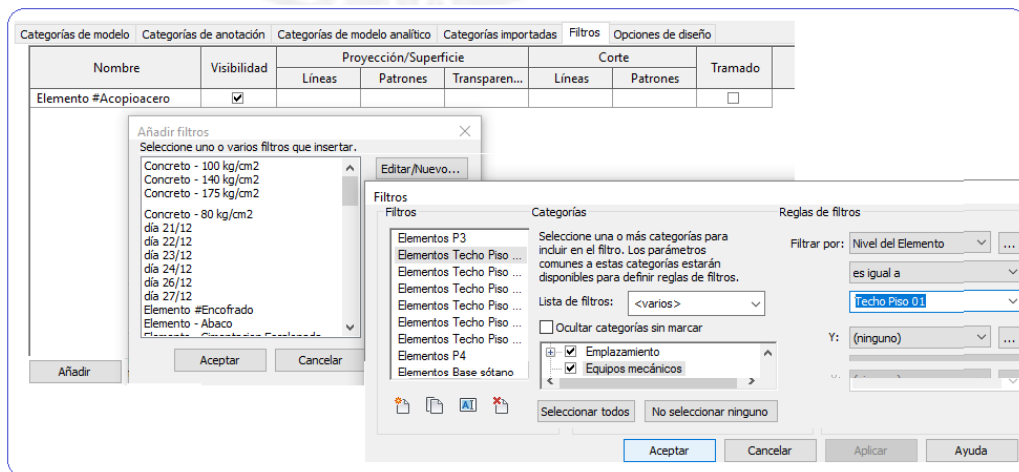 Categorías de modelo Categorías de anotación Categorías de modelo analítico Categorías importadas Filtros Opciones de diseño
Nombre Visibilidad Proyección/Superficie Corte Tramado
Líneas Patrones Transparen... Líneas Patrones
Elemento #Acopioacero
Añadir filtros
Seleccione uno o varios filtros que insertar.
Concreto - 100 kg/cm2
Concreto - 140 kg/cm2
Concreto - 175 kg/cm2
Concreto - 80 kg/cm2
día 21/12
día 22/12
día 23/12
día 24/12
día 26/12
día 27/12
Elemento #Encofrado
Elemento - Abaco
Editar/Nuevo...
Aceptar Cancelar
Añadir
Filtros
Filtros
Elementos P3
Elementos Techo Piso ...
Elementos Techo Piso ...
Elementos Techo Piso ...
Elementos Techo Piso ...
Elementos Techo Piso ...
Elementos Techo Piso ...
Elementos P4
Elementos Base sótano
Categorías
Seleccione una o más categorías para
incluir en el filtro. Los parámetros
comunes a estas categorías estarán
disponibles para definir reglas de filtros.
Lista de filtros: <varios>
Ocultar categorías sin marcar
Emplazamiento
Equipos mecánicos
Seleccionar todos No seleccionar ninguno
Reglas de filtros
Filtrar por: Nivel del Elemento ...
es igual a
Techo Piso 01
Y: (ninguno) ...
Aceptar Cancelar Aplicar Ayuda